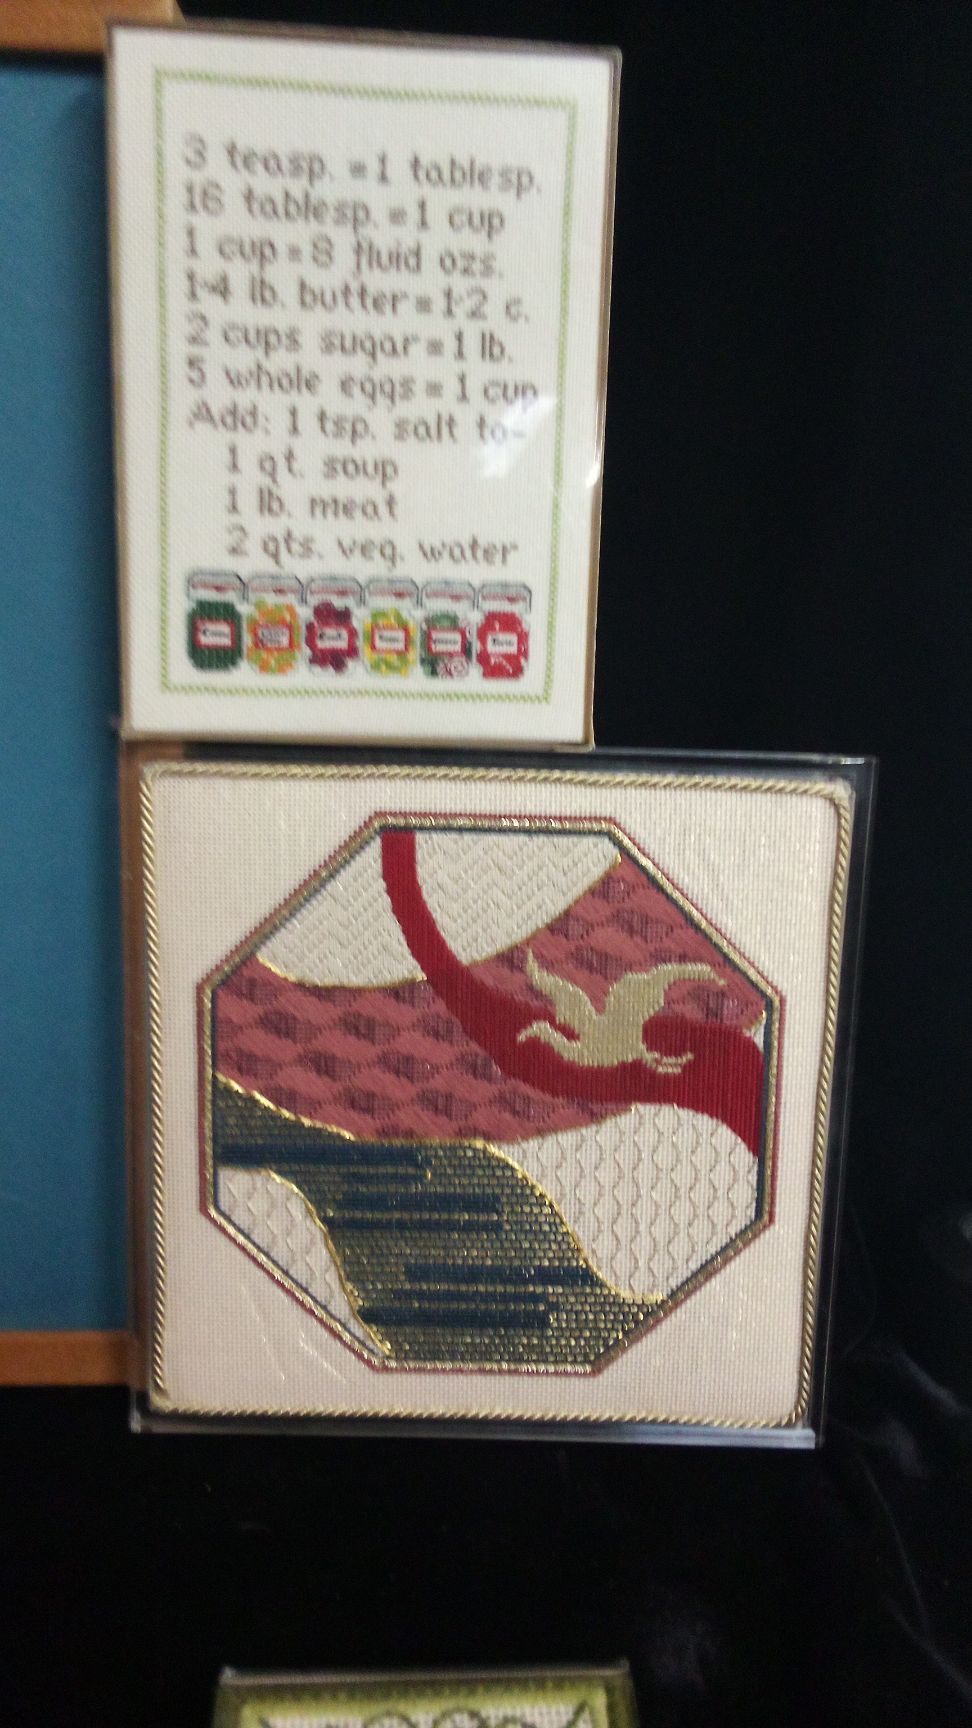 3 teasp. = 1 tablesp.
16 tablesp. = 1 cup
1 cup = 8 fluid ozs.
1-4 lb. butter = 1-2 c.
2 cups sugar = 1 lb.
5 whole eggs = 1 cup
Add: 1 tsp. salt to-
1 qt. soup
1 lb. meat
2 qts. veg. water